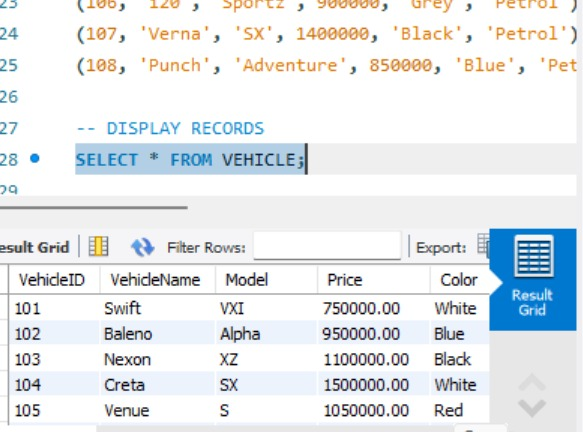 23 (106, 'i20', 'Sportz', 900000, 'Grey', 'Petrol')
24 (107, 'Verna', 'SX', 1400000, 'Black', 'Petrol')
25 (108, 'Punch', 'Adventure', 850000, 'Blue', 'Pet
26
27 -- DISPLAY RECORDS
28 SELECT * FROM VEHICLE;
29
esult Grid Filter Rows: Export:
VehicleID VehicleName Model Price Color
101 Swift VXI 750000.00 White
102 Baleno Alpha 950000.00 Blue
103 Nexon XZ 1100000.00 Black
104 Creta SX 1500000.00 White
105 Venue S 1050000.00 Red
Result
Grid